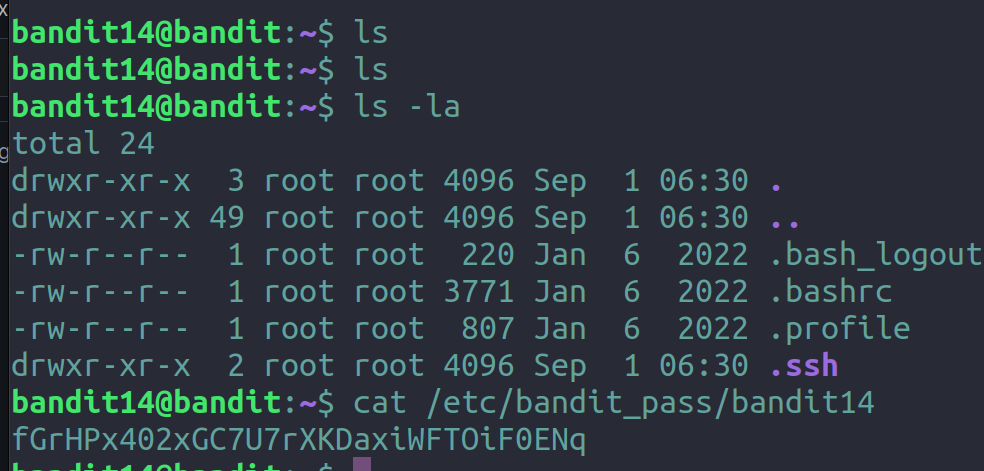 bandit14@bandit:~$ ls
bandit14@bandit:~$ ls
bandit14@bandit:~$ ls -la
total 24
drwxr-xr-x  3 root root 4096 Sep  1 06:30 .
drwxr-xr-x 49 root root 4096 Sep  1 06:30 ..
-rw-r--r--  1 root root  220 Jan  6  2022 .bash_logout
-rw-r--r--  1 root root 3771 Jan  6  2022 .bashrc
-rw-r--r--  1 root root  807 Jan  6  2022 .profile
drwxr-xr-x  2 root root 4096 Sep  1 06:30 .ssh
bandit14@bandit:~$ cat /etc/bandit_pass/bandit14
fGrHPx402xGC7U7rXKDaxiWFTOiF0ENq
bandit14@bandit:~$